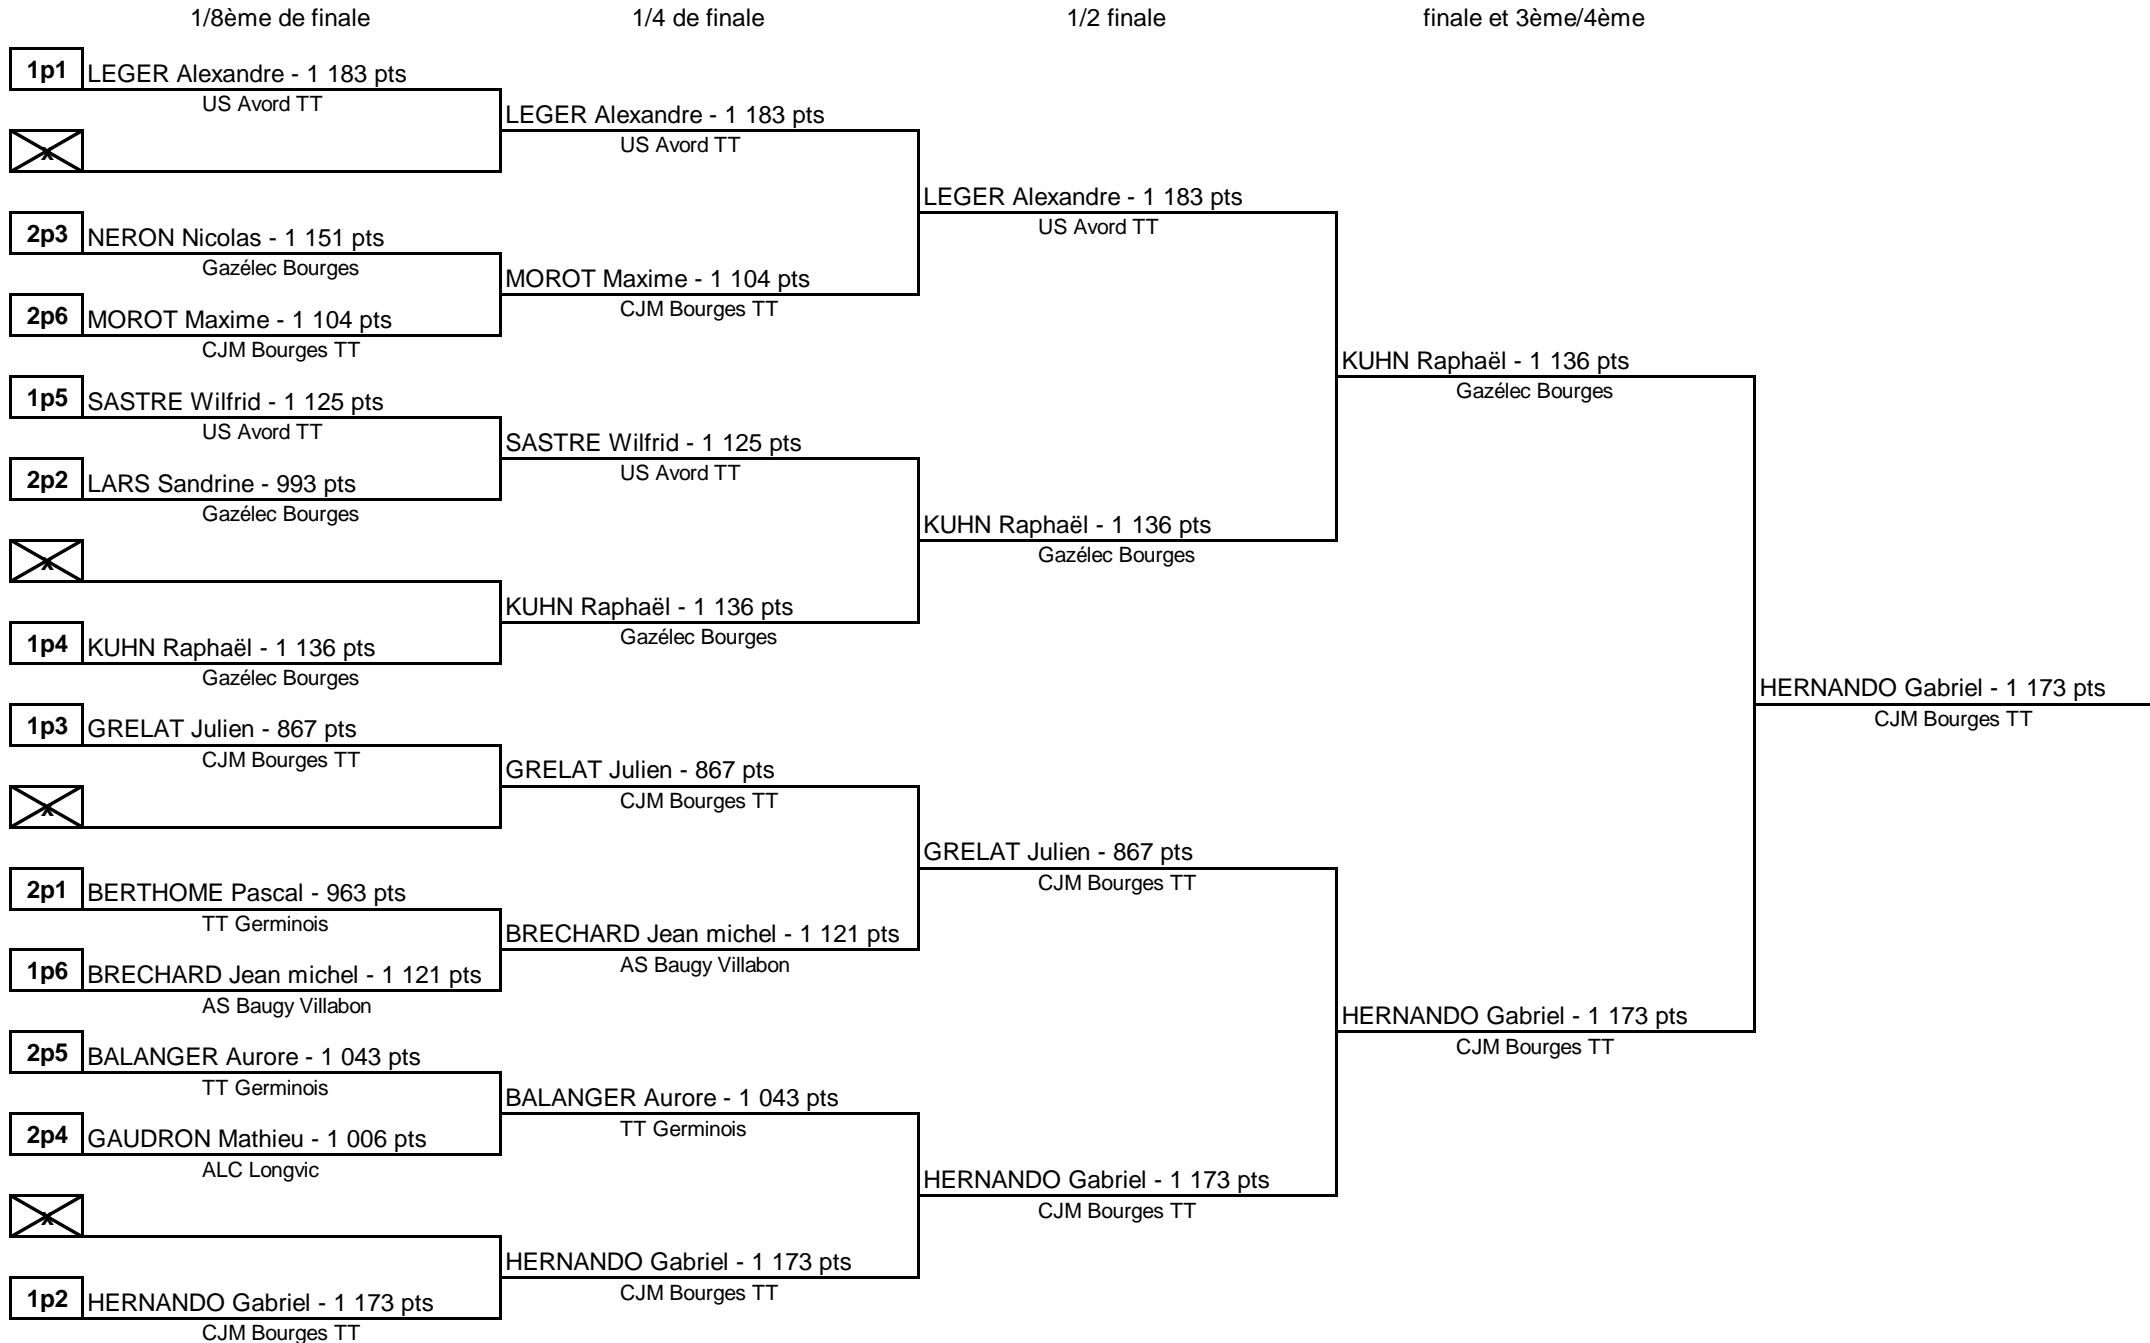 1/8ème de finale
1/4 de finale
1/2 finale
finale et 3ème/4ème
1p1 LEGER Alexandre - 1 183 pts
US Avord TT
x
2p3 NERON Nicolas - 1 151 pts
Gazélec Bourges
2p6 MOROT Maxime - 1 104 pts
CJM Bourges TT
1p5 SASTRE Wilfrid - 1 125 pts
US Avord TT
2p2 LARS Sandrine - 993 pts
Gazélec Bourges
x
1p4 KUHN Raphaël - 1 136 pts
Gazélec Bourges
1p3 GRELAT Julien - 867 pts
CJM Bourges TT
x
2p1 BERTHOME Pascal - 963 pts
TT Germinois
1p6 BRECHARD Jean michel - 1 121 pts
AS Baugy Villabon
2p5 BALANGER Aurore - 1 043 pts
TT Germinois
2p4 GAUDRON Mathieu - 1 006 pts
ALC Longvic
x
1p2 HERNANDO Gabriel - 1 173 pts
CJM Bourges TT
LEGER Alexandre - 1 183 pts
US Avord TT
MOROT Maxime - 1 104 pts
CJM Bourges TT
SASTRE Wilfrid - 1 125 pts
US Avord TT
KUHN Raphaël - 1 136 pts
Gazélec Bourges
GRELAT Julien - 867 pts
CJM Bourges TT
BRECHARD Jean michel - 1 121 pts
AS Baugy Villabon
BALANGER Aurore - 1 043 pts
TT Germinois
HERNANDO Gabriel - 1 173 pts
CJM Bourges TT
LEGER Alexandre - 1 183 pts
US Avord TT
KUHN Raphaël - 1 136 pts
Gazélec Bourges
GRELAT Julien - 867 pts
CJM Bourges TT
HERNANDO Gabriel - 1 173 pts
CJM Bourges TT
KUHN Raphaël - 1 136 pts
Gazélec Bourges
HERNANDO Gabriel - 1 173 pts
CJM Bourges TT
HERNANDO Gabriel - 1 173 pts
CJM Bourges TT